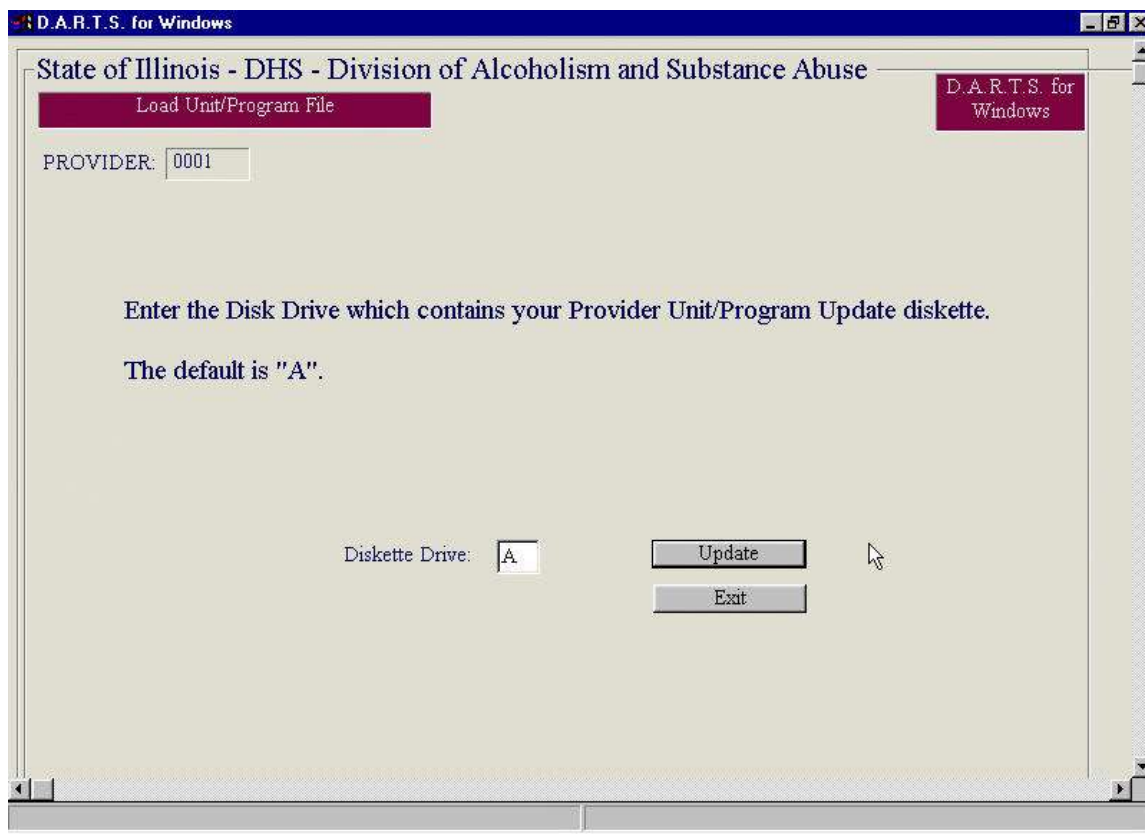 D.A.R.T.S. for Windows
State of Illinois - DHS - Division of Alcoholism and Substance Abuse
Load Unit/Program File
D.A.R.T.S. for
Windows
PROVIDER: 0001
Enter the Disk Drive which contains your Provider Unit/Program Update diskette.
The default is "A".
Diskette Drive: A Update
Exit